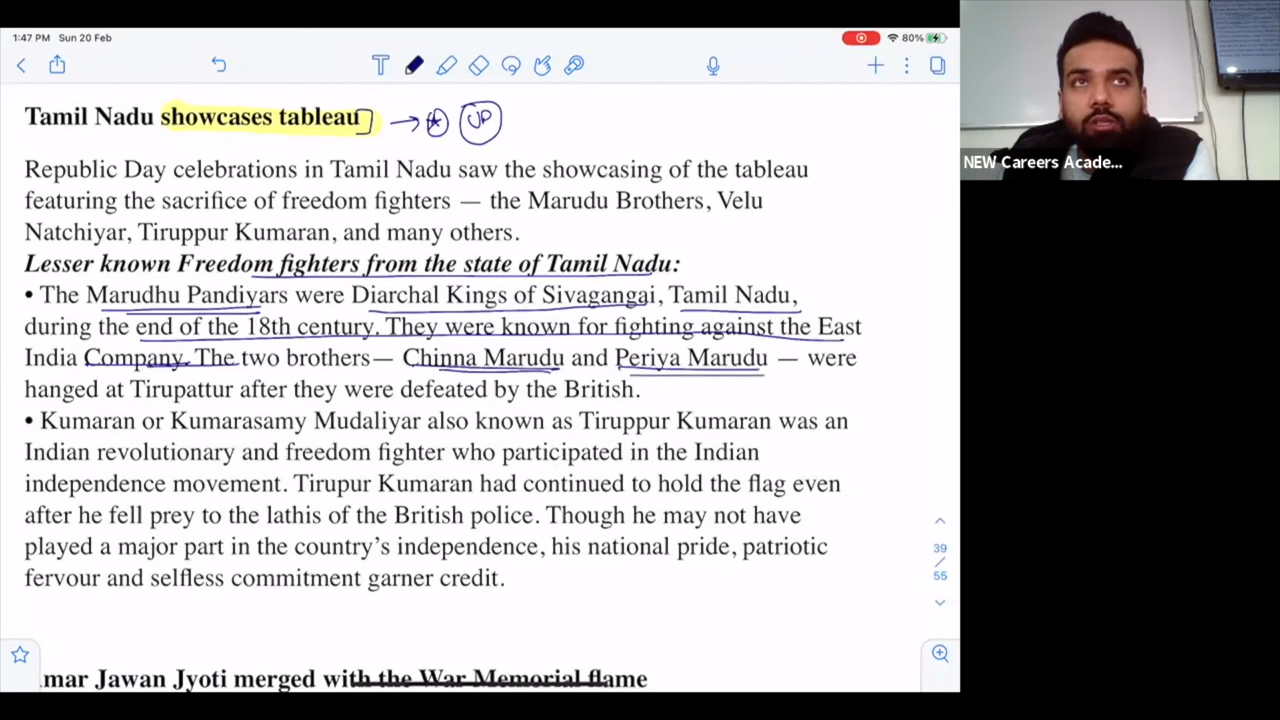 1:47 PM Sun 20 Feb
80%
Tamil Nadu showcases tableau → UP
Republic Day celebrations in Tamil Nadu saw the showcasing of the tableau
featuring the sacrifice of freedom fighters — the Marudu Brothers, Velu
Natchiyar, Tiruppur Kumaran, and many others.
Lesser known Freedom fighters from the state of Tamil Nadu:
• The Marudhu Pandiyars were Diarchal Kings of Sivagangai, Tamil Nadu,
during the end of the 18th century. They were known for fighting against the East
India Company. The two brothers— Chinna Marudu and Periya Marudu — were
hanged at Tirupattur after they were defeated by the British.
• Kumaran or Kumarasamy Mudaliyar also known as Tiruppur Kumaran was an
Indian revolutionary and freedom fighter who participated in the Indian
independence movement. Tirupur Kumaran had continued to hold the flag even
after he fell prey to the lathis of the British police. Though he may not have
played a major part in the country's independence, his national pride, patriotic
fervour and selfless commitment garner credit.
mar Jawan Jyoti merged with the War Memorial flame
39
/
55
NEW Careers Acade...